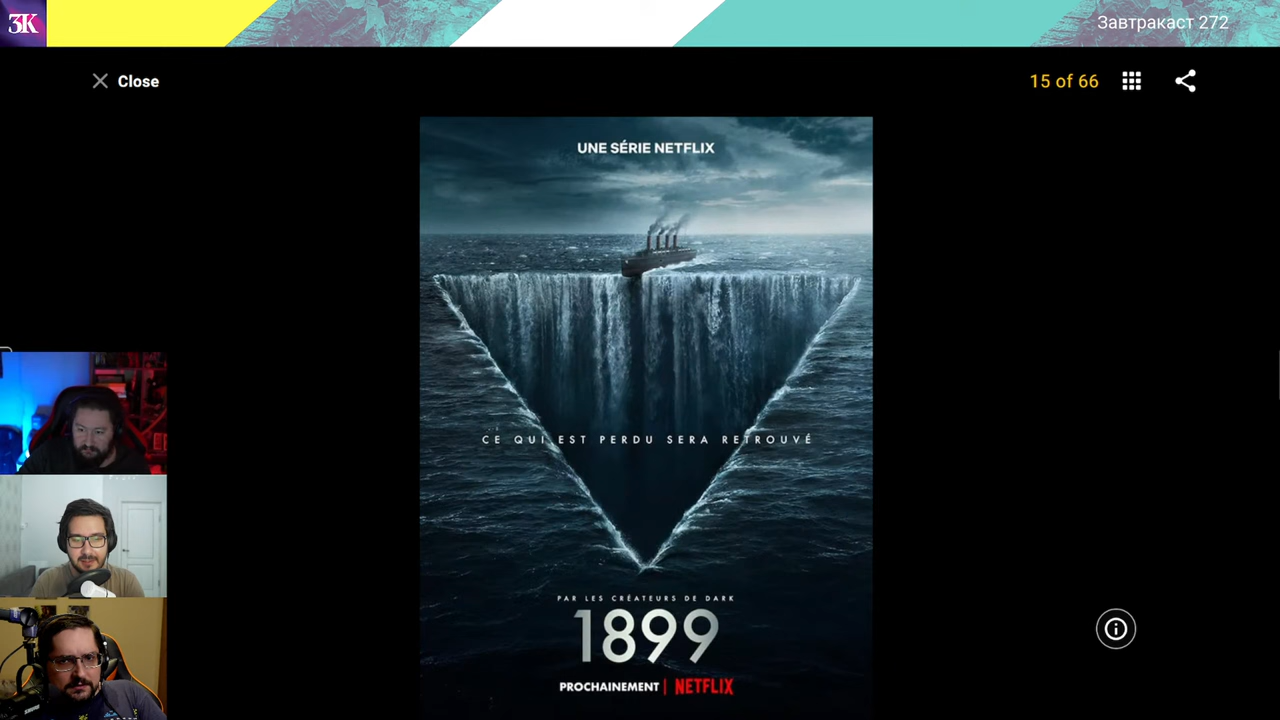 3K
Завтракаст 272
Close
15 of 66
UNE SÉRIE NETFLIX
CE QUI EST PERDU SERA RETROUVÉ
PAR LES CRÉATEURS DE DARK
1899
PROCHAINEMENT | NETFLIX